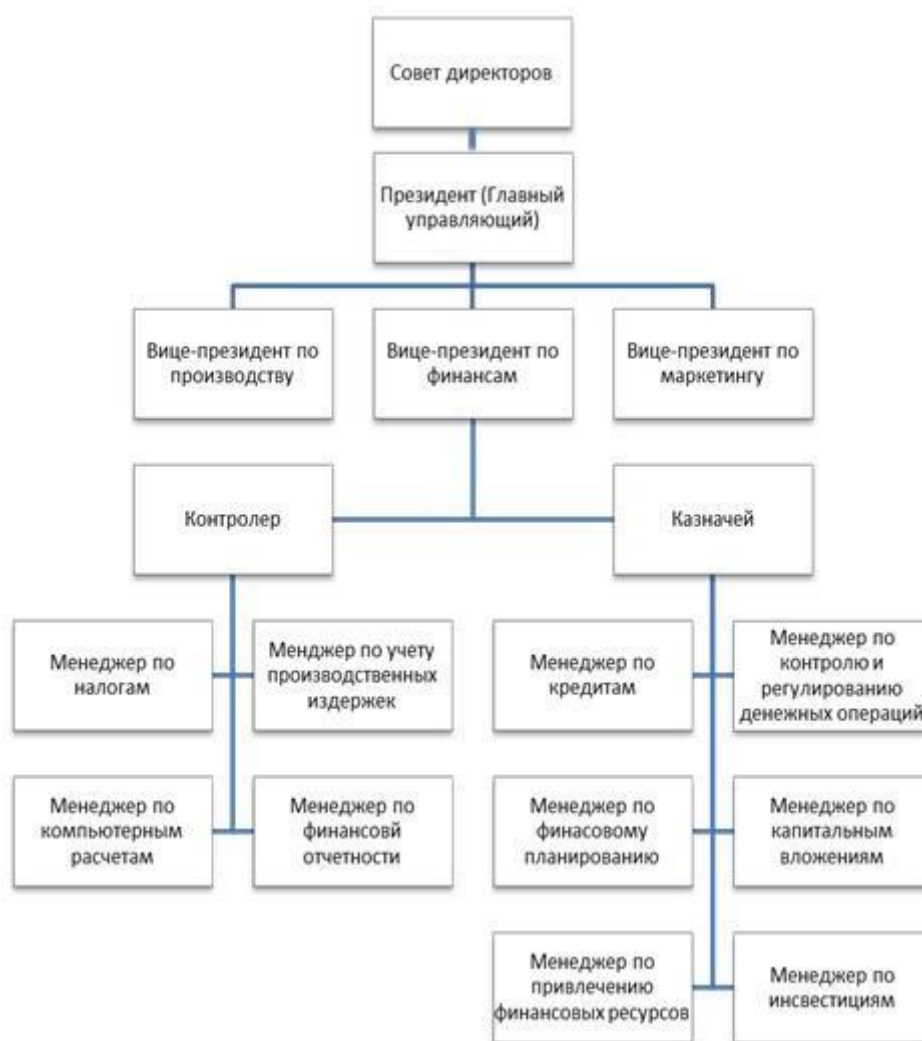 Совет директоров
Президент (Главный
управляющий)
Вице-президент по
производству
Вице-президент по
финансам
Вице-президент по
маркетингу
Контролер
Казначей
Менеджер по
налогам
Менджер по учету
производственных
издержек
Менеджер по
кредитам
Менеджер по
контролю и
регулированию
денежных операций
Менеджер по
компьютерным
расчетам
Менеджер по
финансовй
отчетности
Менеджер по
финасовому
планированию
Менеджер по
капитальным
вложениям
Менеджер по
привлечению
финансовых ресурсов
Менеджер по
инсвестициям